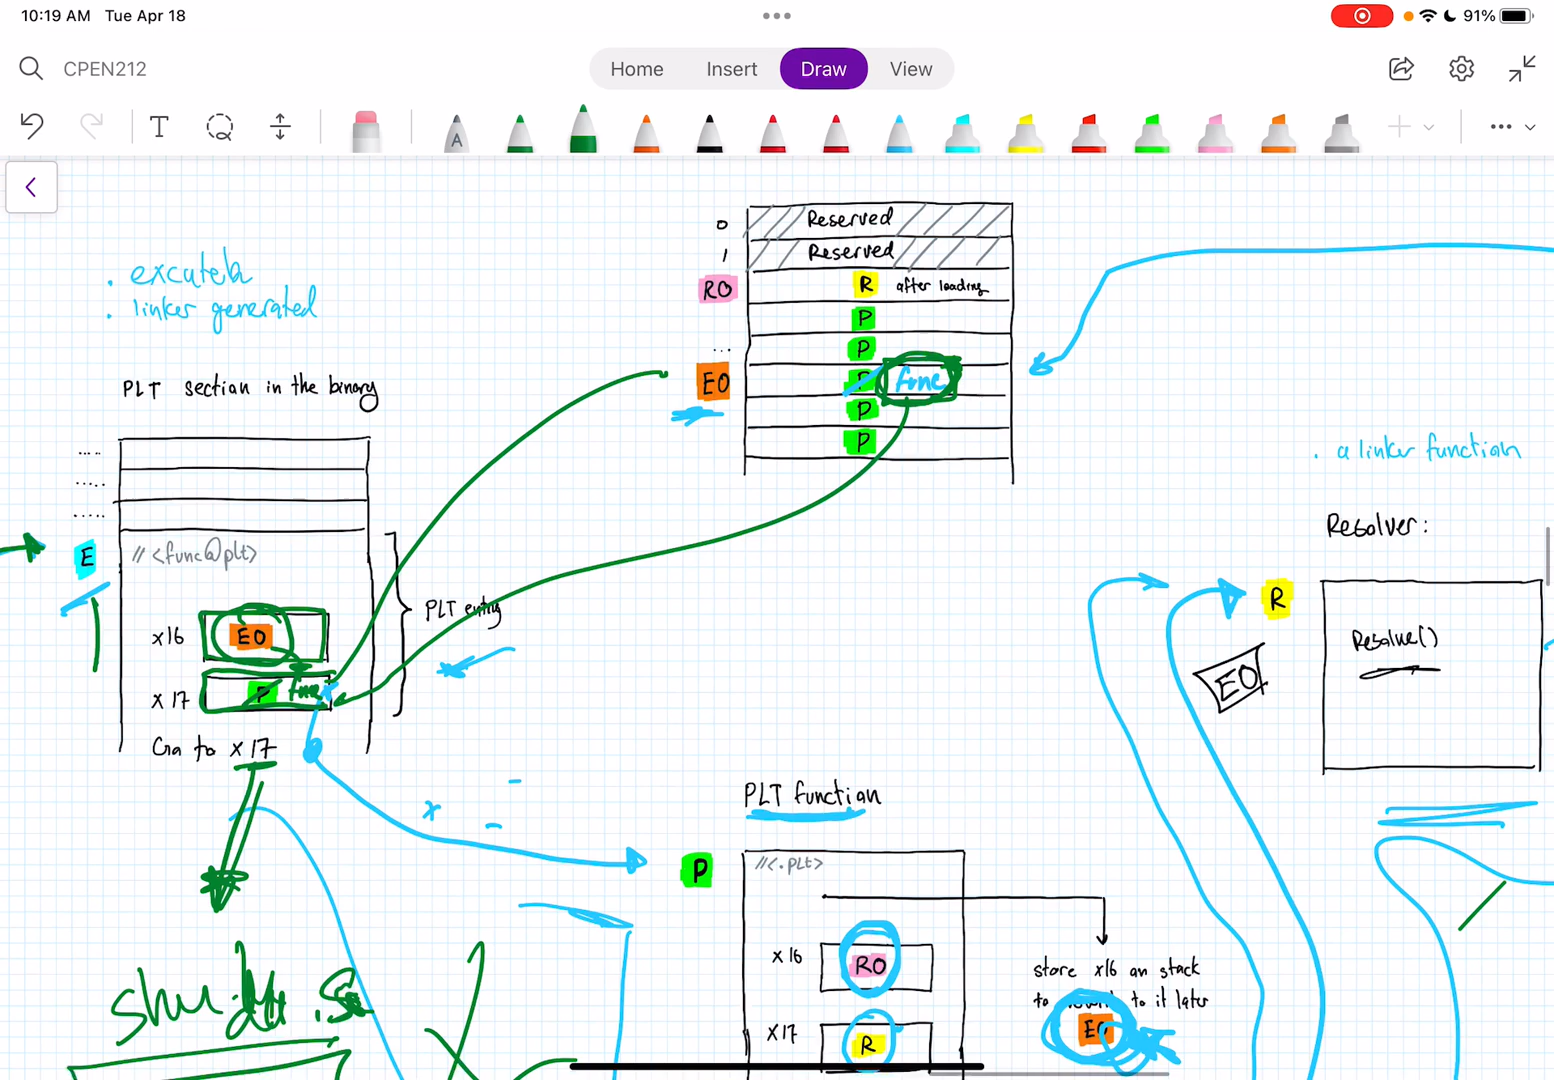 10:19 AM Tue Apr 18
91%
CPEN212
Home Insert Draw View
T A
0 Reserved
1 Reserved
RO R after loading
P
... P
EO P func
P
P
. excuteb
. linker generated
PLT section in the binary
....
.....
.....
E // <func@plt>
x16 EO
x17 P func
PLT entry
Go to x17
. a linker function
Resolver:
R
Resolve()
EO
PLT function
P //<.plt>
x16 RO
x17 R
store x16 on stack
to to it later
EO